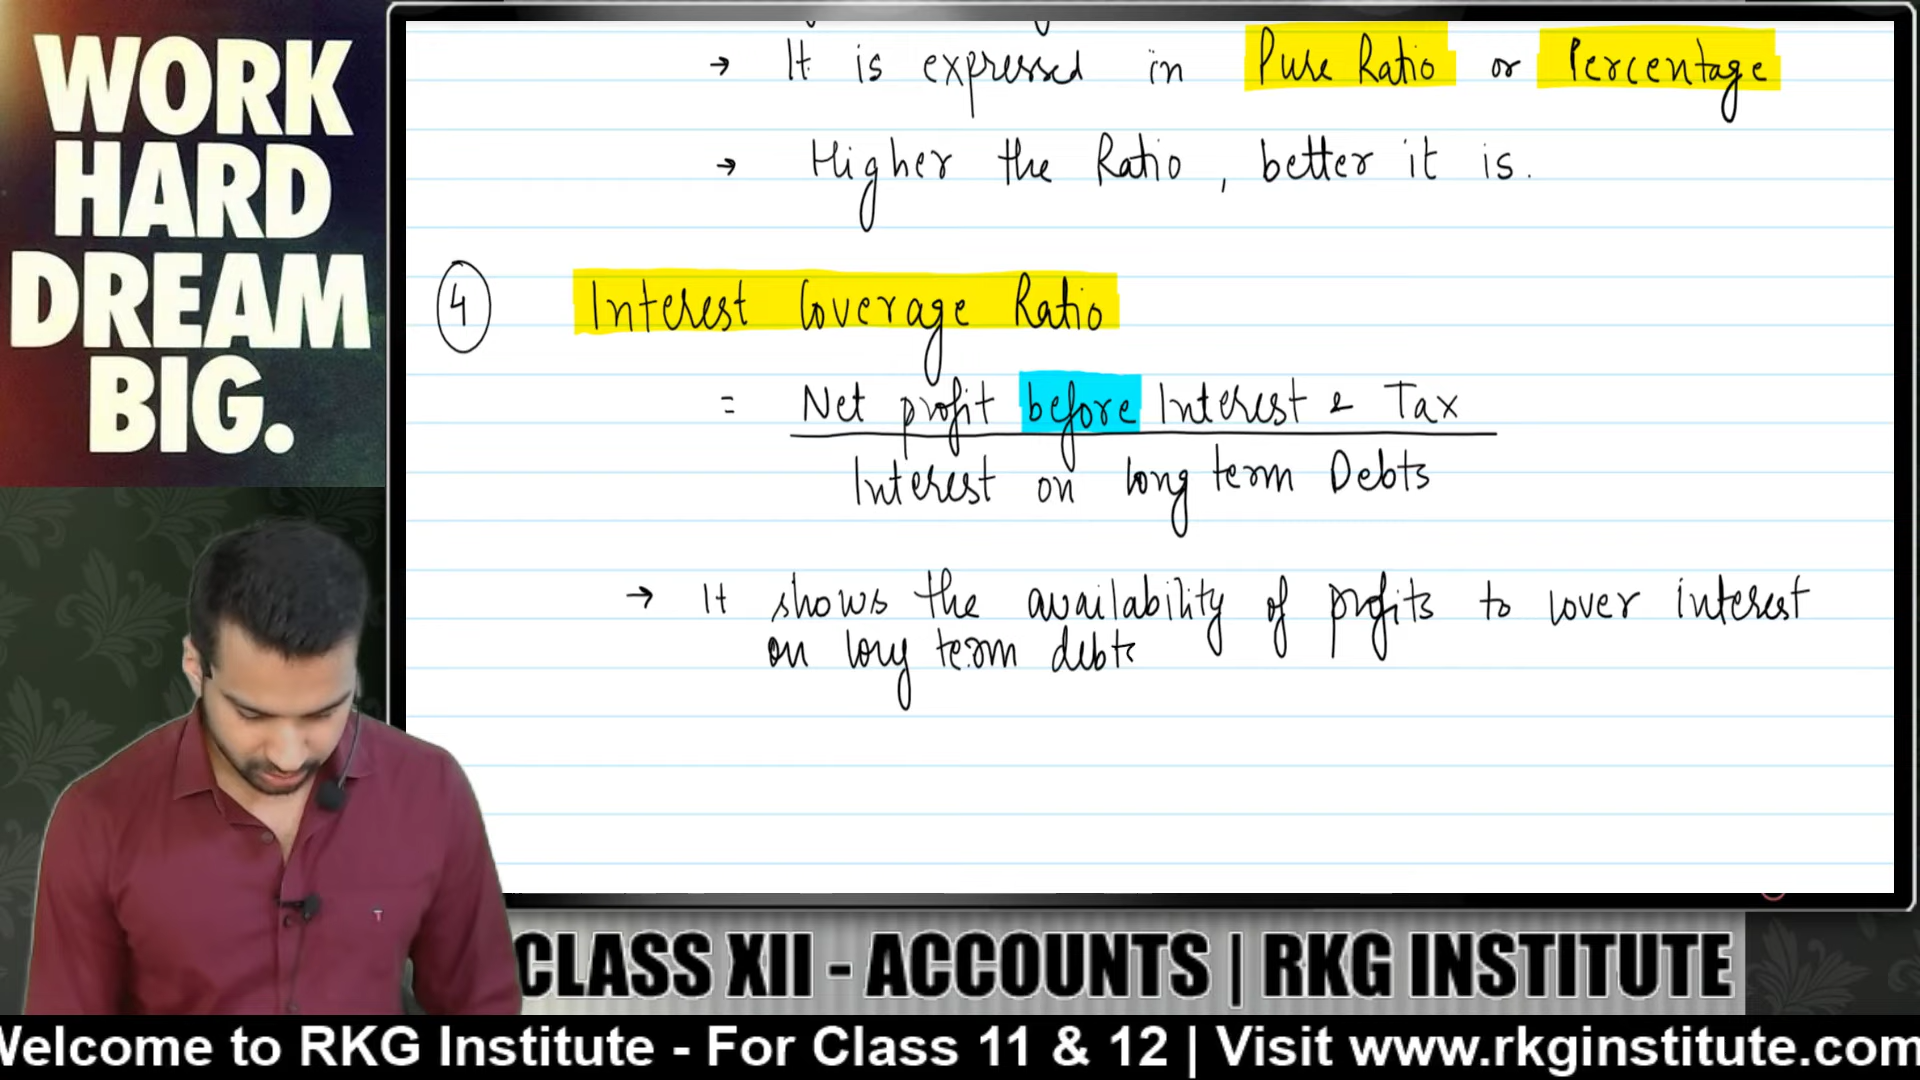 WORK
HARD
DREAM
BIG.
→ It is expressed in Pure Ratio or Percentage
→ Higher the Ratio, better it is.
4 Interest Coverage Ratio
= Net profit before Interest & Tax
Interest on long term Debts
→ It shows the availability of profits to cover interest
on long term debts
T
CLASS XII - ACCOUNTS | RKG INSTITUTE
Welcome to RKG Institute - For Class 11 & 12 | Visit www.rkginstitute.com